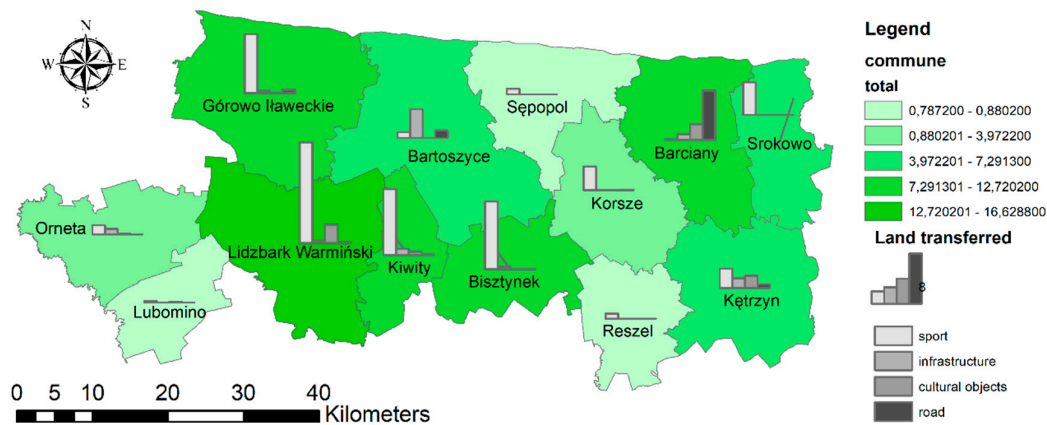 N
W E
S
Górowo Iławeckie
Bartoszyce
Sępopol
Barciany
Srokowo
Korsze
Orneta
Lidzbark Warmiński
Kiwity
Bisztynek
Kętrzyn
Lubomino
Reszel
0 10 20 30 40
Kilometers
Legend
commune
total
0,787200 - 0,880200
0,880201 - 3,972200
3,972201 - 7,291300
7,291301 - 12,720200
12,720201 - 16,628800
Land transferred
8
sport
infrastructure
cultural objects
road